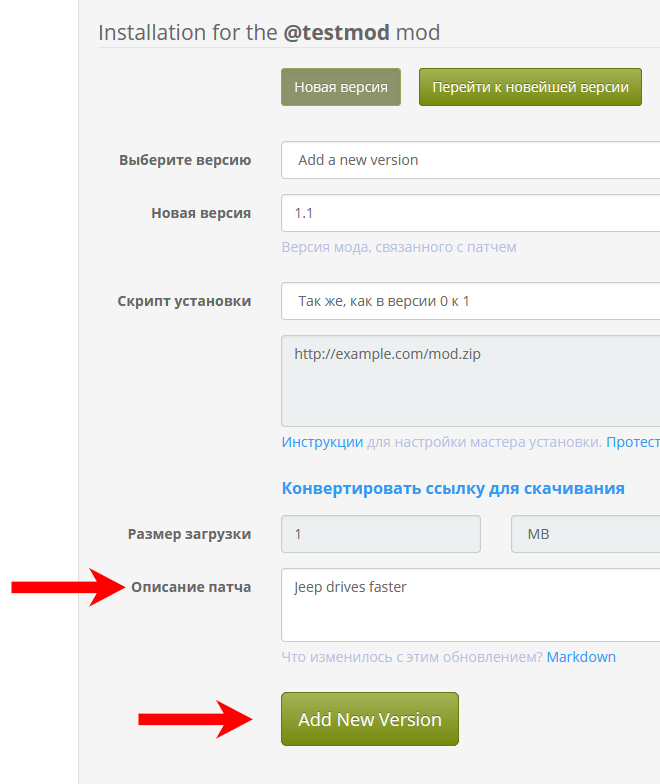 Installation for the @testmod mod
Новая версия Перейти к новейшей версии
Выберите версию Add a new version
Новая версия 1.1
Версия мода, связанного с патчем
Скрипт установки Так же, как в версии 0 к 1
http://example.com/mod.zip
Инструкции для настройки мастера установки. Протест
Конвертировать ссылку для скачивания
Размер загрузки 1 MB
Описание патча Jeep drives faster
Что изменилось с этим обновлением? Markdown
Add New Version